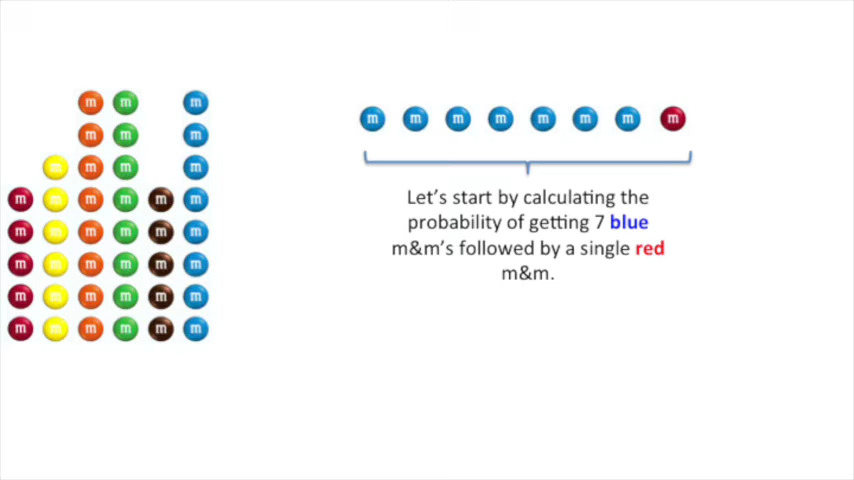 m m m m m m m m
Let's start by calculating the
probability of getting 7 blue
m&m's followed by a single red
m&m.
m m m
m m m
m m m m
m m m m m m
m m m m m m
m m m m m m
m m m m m m
m m m m m m